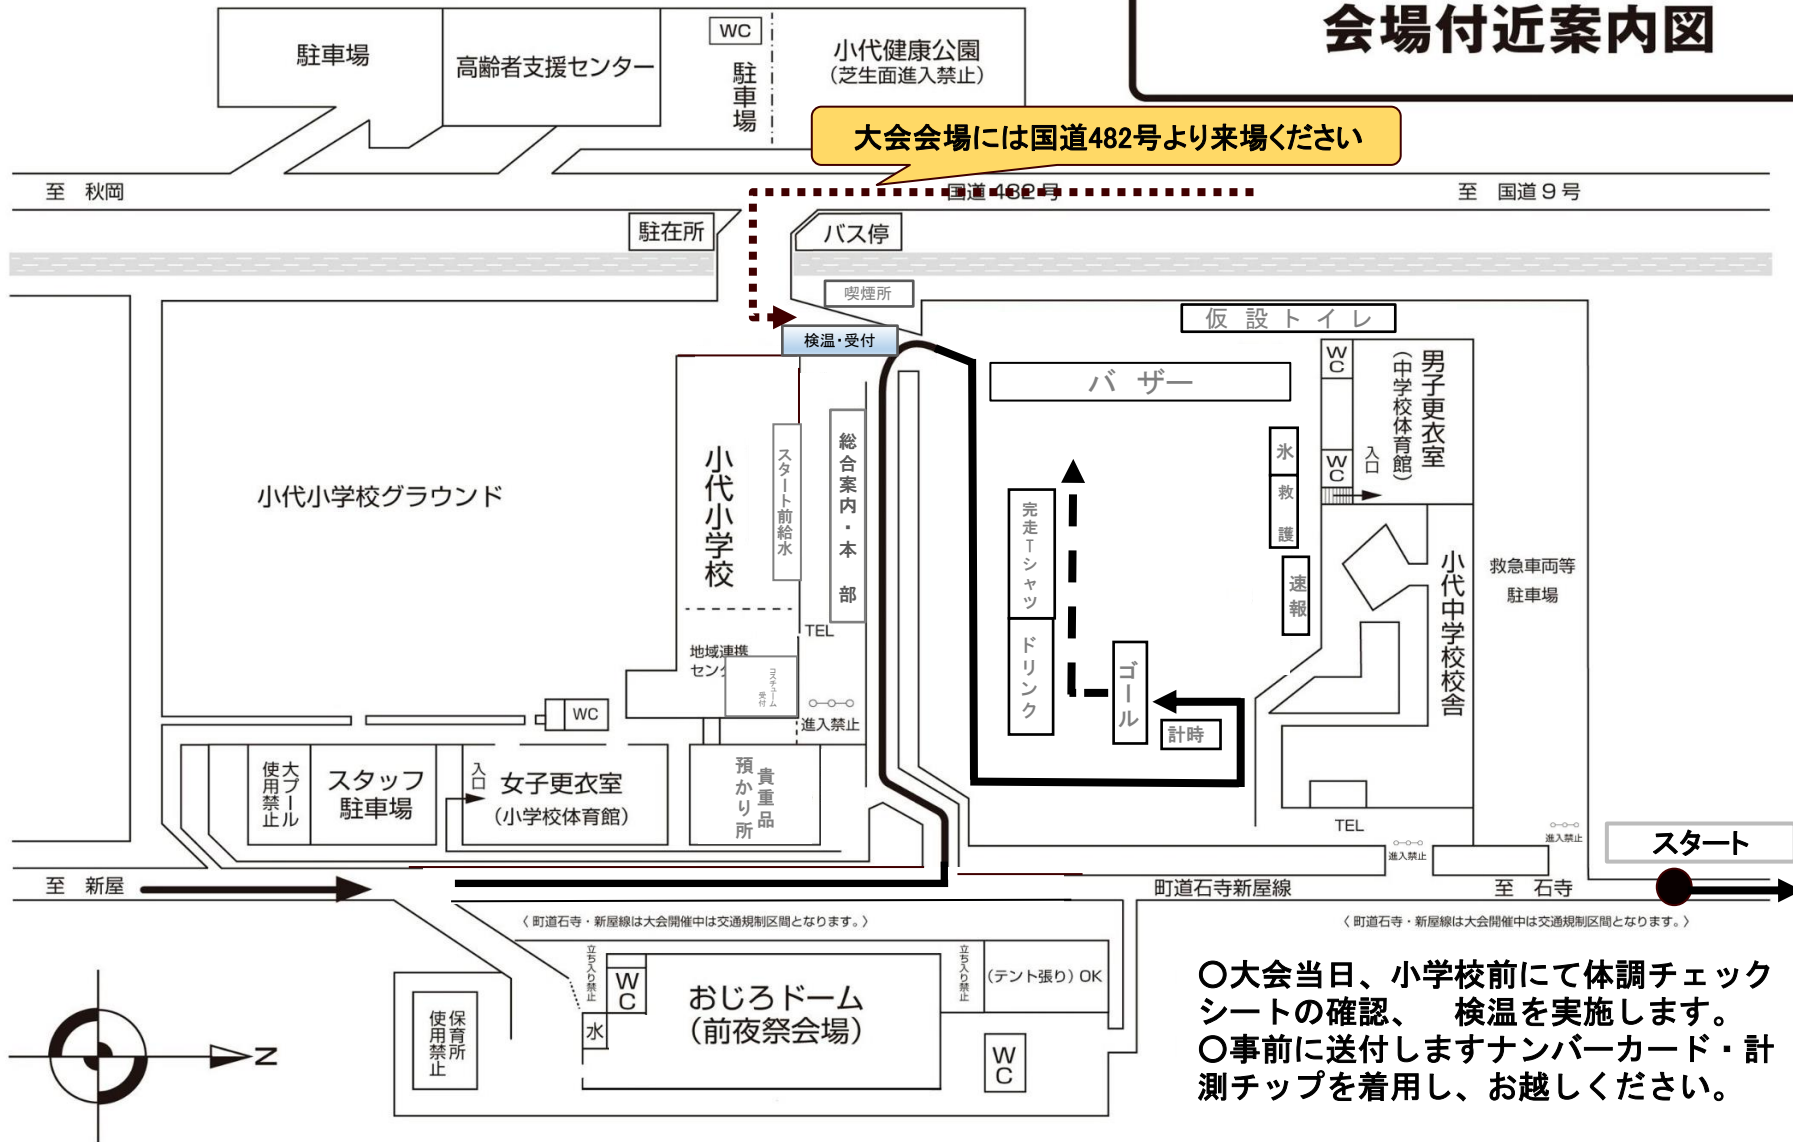 会場付近案内図
駐車場
高齢者支援センター
WC
駐車場
小代健康公園
(芝生面進入禁止)
大会会場には国道482号より来場ください
至 秋岡
国道 482号
至 国道9号
駐在所
バス停
喫煙所
検温・受付
仮設トイレ
バザー
WC
男子更衣室
(中学校体育館)
WC
入口
氷
救護
速報
小代小学校グラウンド
小代小学校
スタート前給水
総合案内・本 部
完走Tシャツ
ドリンク
ゴール
計時
小代中学校校舎
救急車両等
駐車場
TEL
地域連携
セン
コスチューム
受付
進入禁止
WC
大プール
使用禁止
スタッフ
駐車場
入口
女子更衣室
(小学校体育館)
貴重品
預かり所
TEL
進入禁止
進入禁止
スタート
至 新屋
町道石寺新屋線
至 石寺
〈 町道石寺・新屋線は大会開催中は交通規制区間となります。〉
〈 町道石寺・新屋線は大会開催中は交通規制区間となります。〉
立ち入り禁止
WC
水
おじろドーム
(前夜祭会場)
立ち入り禁止
(テント張り) OK
WC
保育所
使用禁止
N
○大会当日、小学校前にて体調チェック
シートの確認、 検温を実施します。
○事前に送付しますナンバーカード・計
測チップを着用し、お越しください。